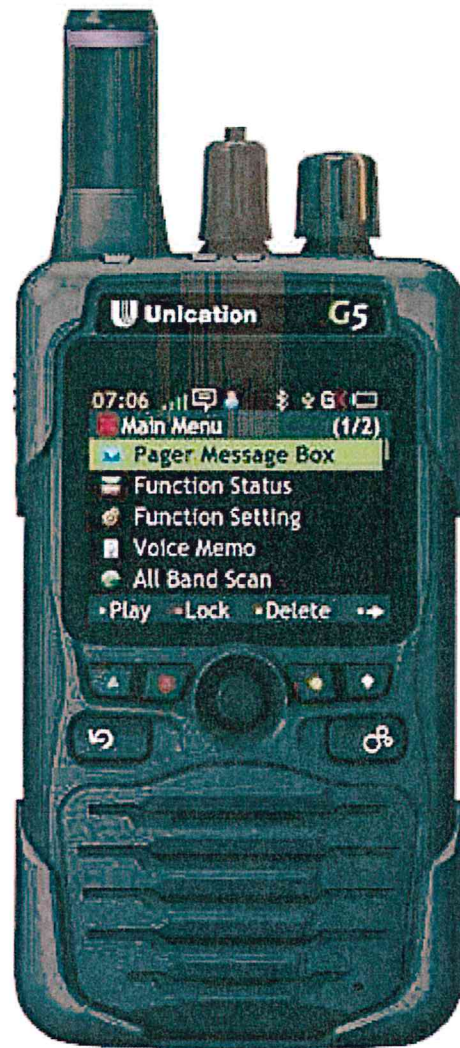 Unication G5
07:06
Main Menu (1/2)
Pager Message Box
Function Status
Function Setting
Voice Memo
All Band Scan
Play Lock Delete